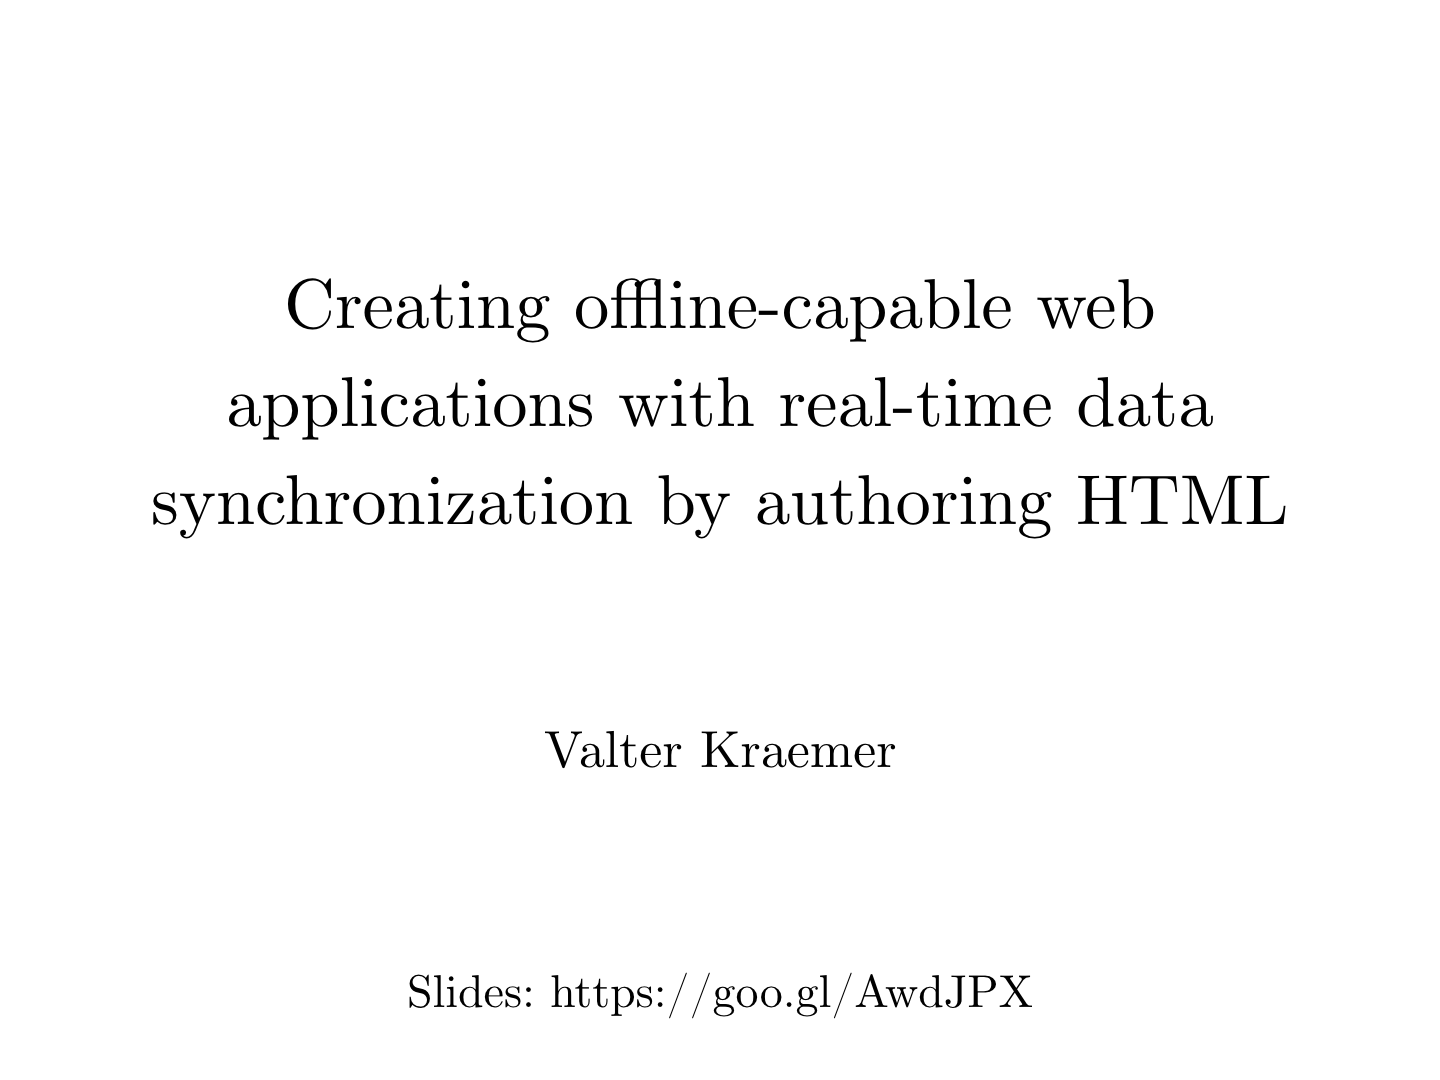 Creating offline-capable web
applications with real-time data
synchronization by authoring HTML
Valter Kraemer
Slides: https://goo.gl/AwdJPX